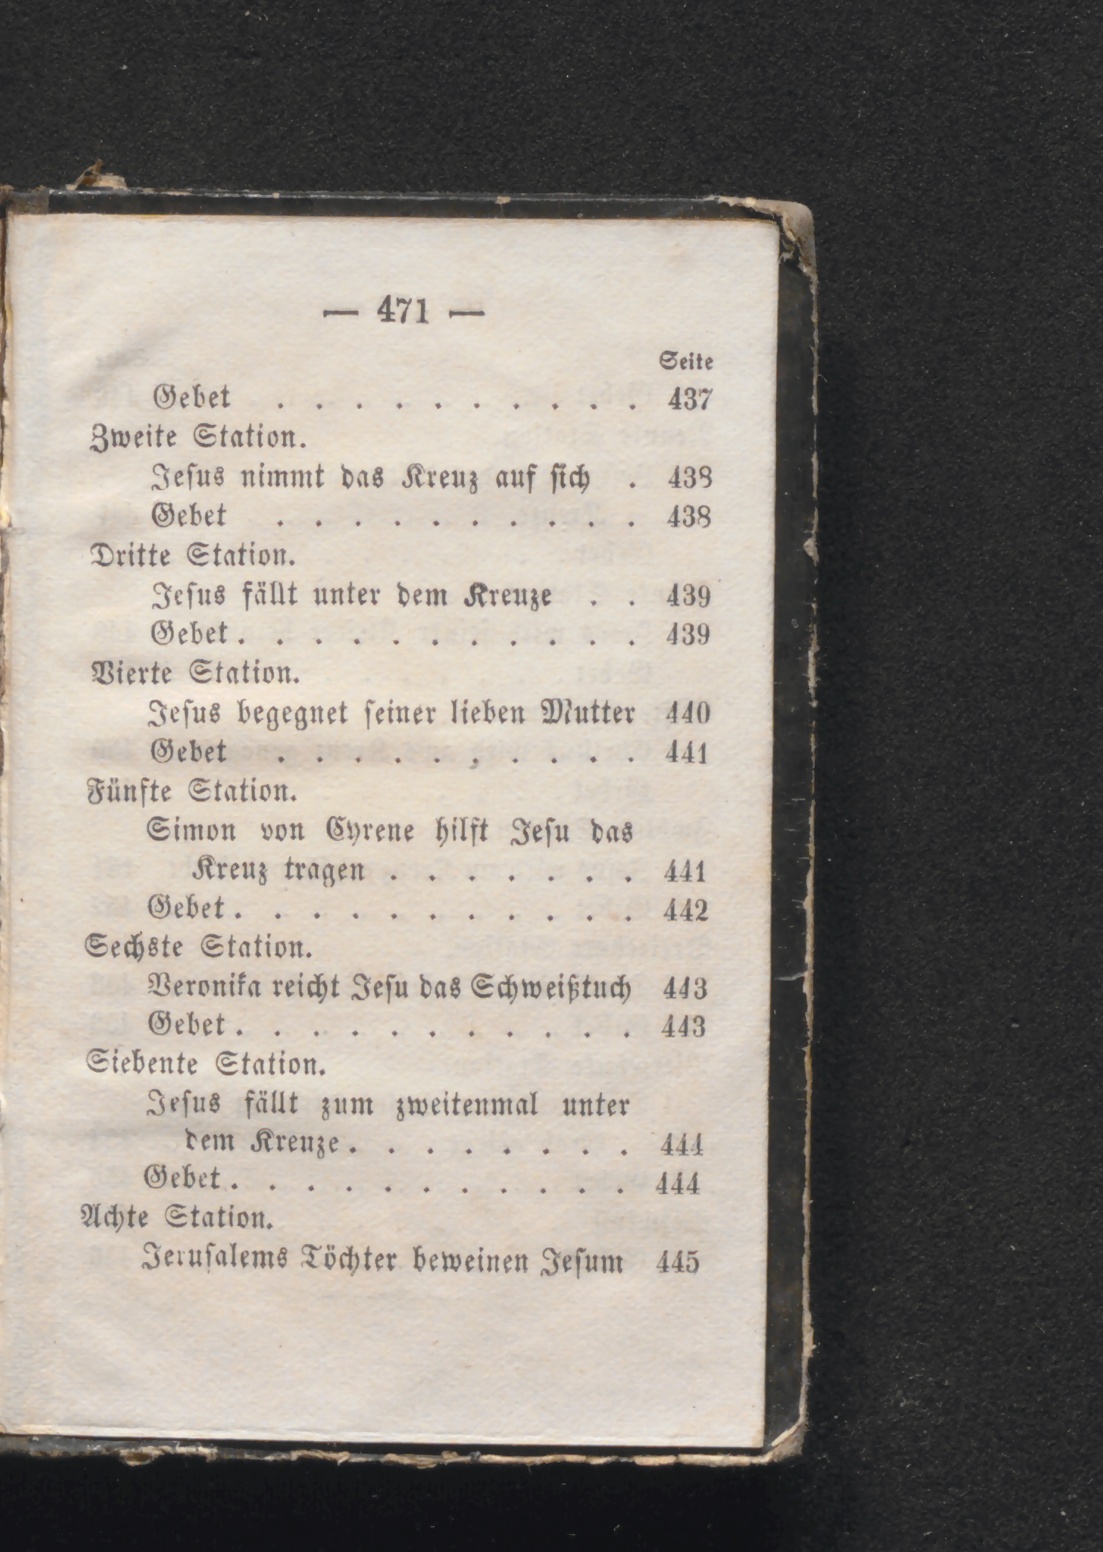 — 471 —
Seite
Gebet . . . . . . . . . . . 437
Zweite Station.
Jesus nimmt das Kreuz auf sich . 438
Gebet . . . . . . . . . . . 438
Dritte Station.
Jesus fällt unter dem Kreuze . . 439
Gebet . . . . . . . . . . . . 439
Vierte Station.
Jesus begegnet seiner lieben Mutter 440
Gebet . . . . . . . . . . . 441
Fünfte Station.
Simon von Cyrene hilft Jesu das
Kreuz tragen . . . . . . . 441
Gebet . . . . . . . . . . . . 442
Sechste Station.
Veronika reicht Jesu das Schweißtuch 443
Gebet . . . . . . . . . . . . 443
Siebente Station.
Jesus fällt zum zweitenmal unter
dem Kreuze . . . . . . . . 444
Gebet . . . . . . . . . . . . 444
Achte Station.
Jerusalems Töchter beweinen Jesum 445